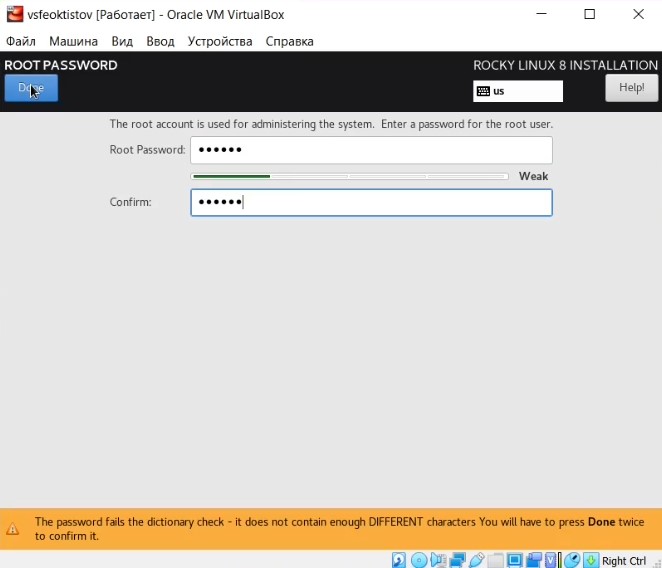 vsfeoktistov [Работает] - Oracle VM VirtualBox
Файл Машина Вид Ввод Устройства Справка
ROOT PASSWORD
ROCKY LINUX 8 INSTALLATION
Done
us
Help!
The root account is used for administering the system. Enter a password for the root user.
Root Password: ••••••
Weak
Confirm: ••••••
The password fails the dictionary check - it does not contain enough DIFFERENT characters You will have to press Done twice
to confirm it.
Right Ctrl